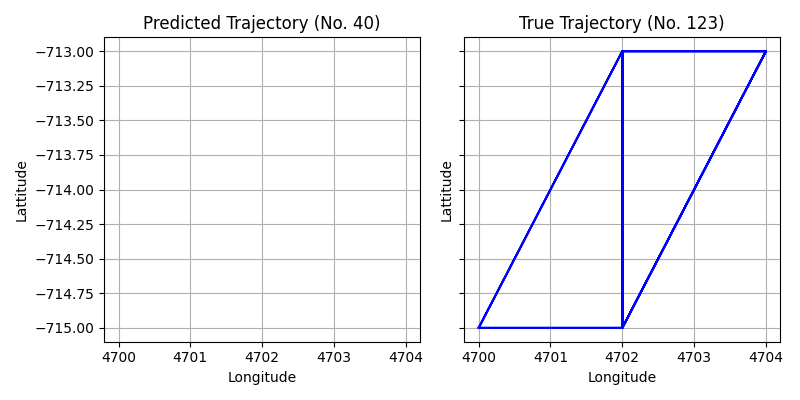 Predicted Trajectory (No. 40)
True Trajectory (No. 123)
−713.00
−713.25
−713.50
−713.75
−714.00
−714.25
−714.50
−714.75
−715.00
Lattitude
Lattitude
4700 4701 4702 4703 4704
4700 4701 4702 4703 4704
Longitude
Longitude